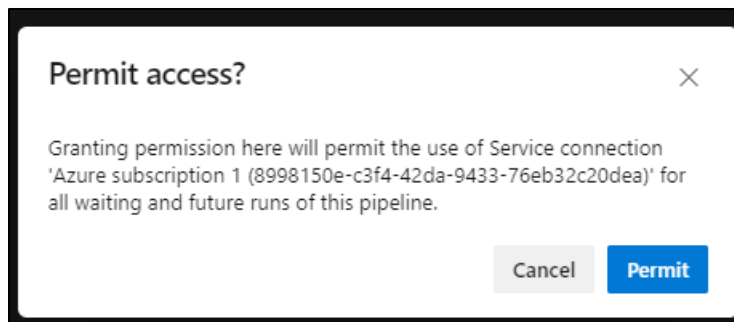 Permit access?
Granting permission here will permit the use of Service connection
'Azure subscription 1 (8998150e-c3f4-42da-9433-76eb32c20dea)' for
all waiting and future runs of this pipeline.
Cancel
Permit